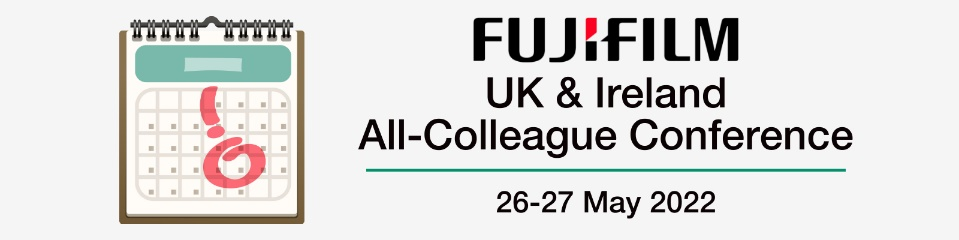 FUJIFILM
UK & Ireland
All-Colleague Conference
26-27 May 2022